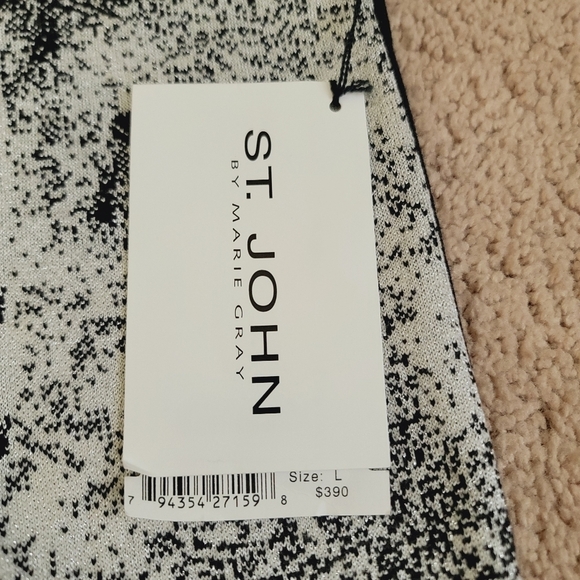 ST. JOHN
BY MARIE GRAY
Size: L
$390
7 94354 27159 8